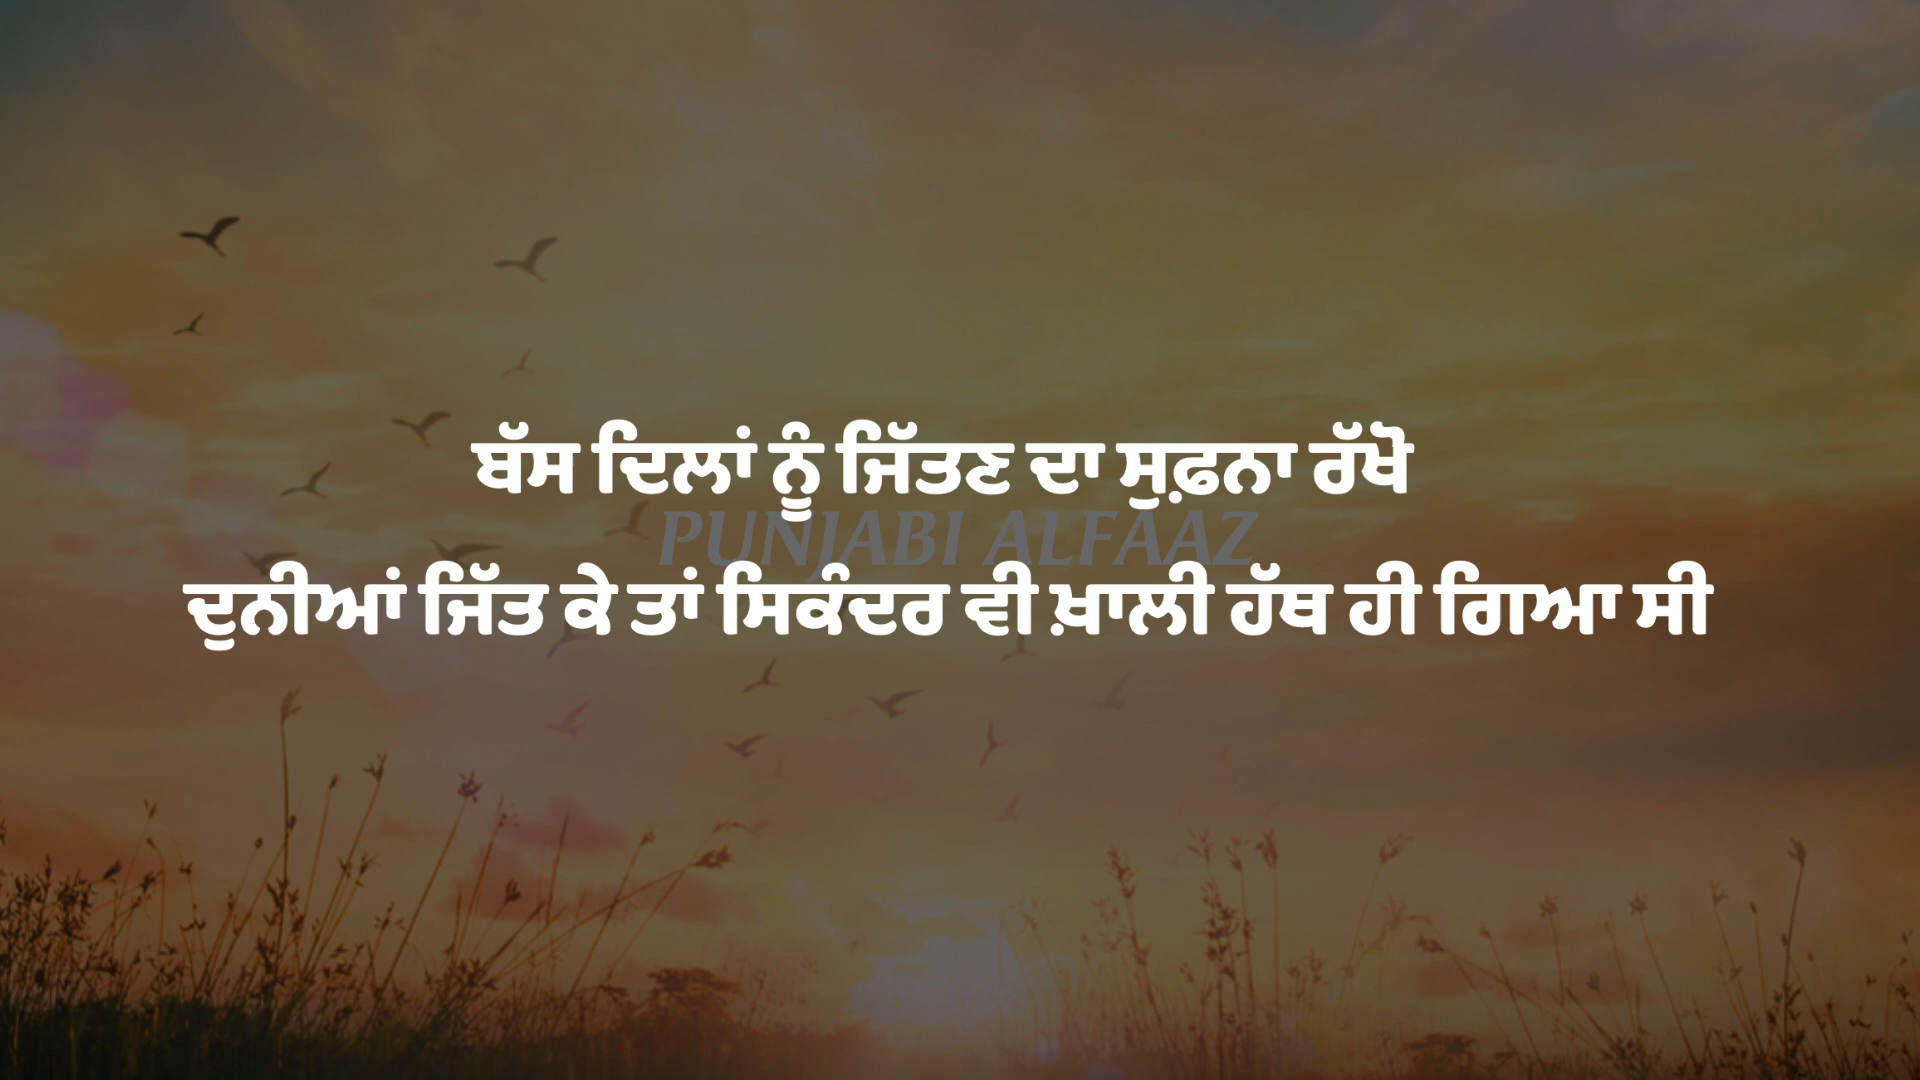 ਬੱਸ ਦਿਲਾਂ ਨੂੰ ਜਿੱਤਣ ਦਾ ਸੁਫ਼ਨਾ ਰੱਖੋ
PUNJABI ALFAAZ
ਦੁਨੀਆਂ ਜਿੱਤ ਕੇ ਤਾਂ ਸਿਕੰਦਰ ਵੀ ਖ਼ਾਲੀ ਹੱਥ ਹੀ ਗਿਆ ਸੀ